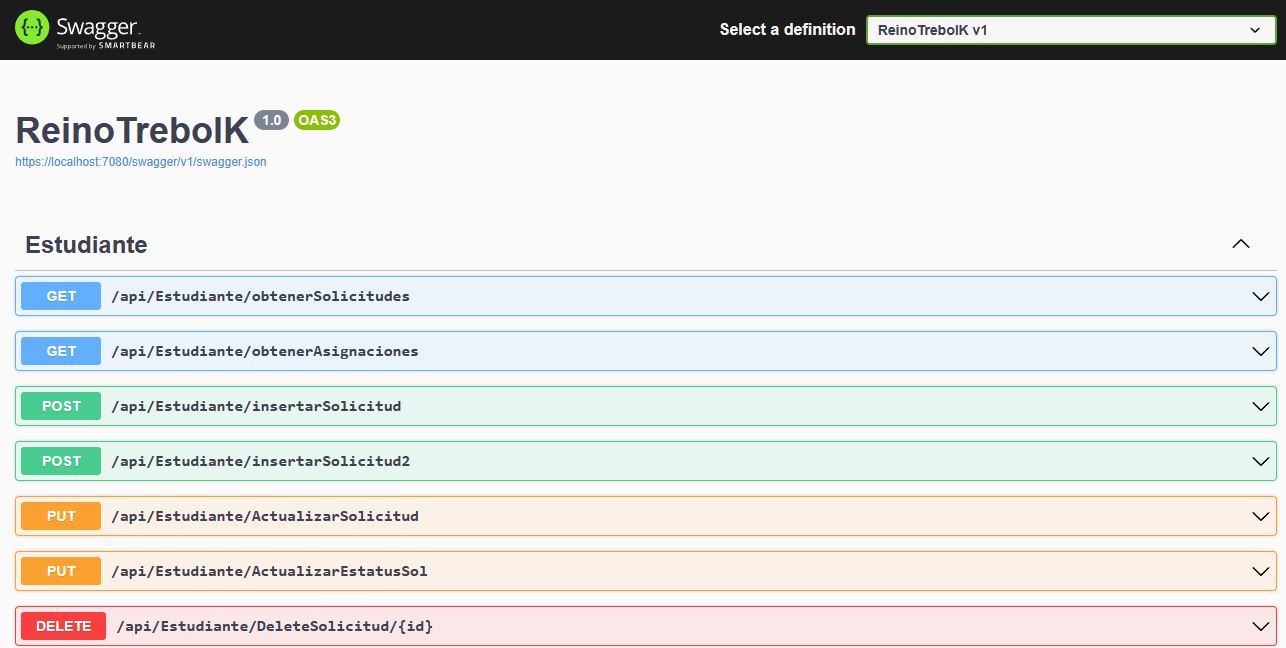 Swagger.
Supported by SMARTBEAR
Select a definition
ReinoTrebolK v1
ReinoTrebolK 1.0 OAS3
https://localhost:7080/swagger/v1/swagger.json
Estudiante
GET /api/Estudiante/obtenerSolicitudes
GET /api/Estudiante/obtenerAsignaciones
POST /api/Estudiante/insertarSolicitud
POST /api/Estudiante/insertarSolicitud2
PUT /api/Estudiante/ActualizarSolicitud
PUT /api/Estudiante/ActualizarEstatusSol
DELETE /api/Estudiante/DeleteSolicitud/{id}